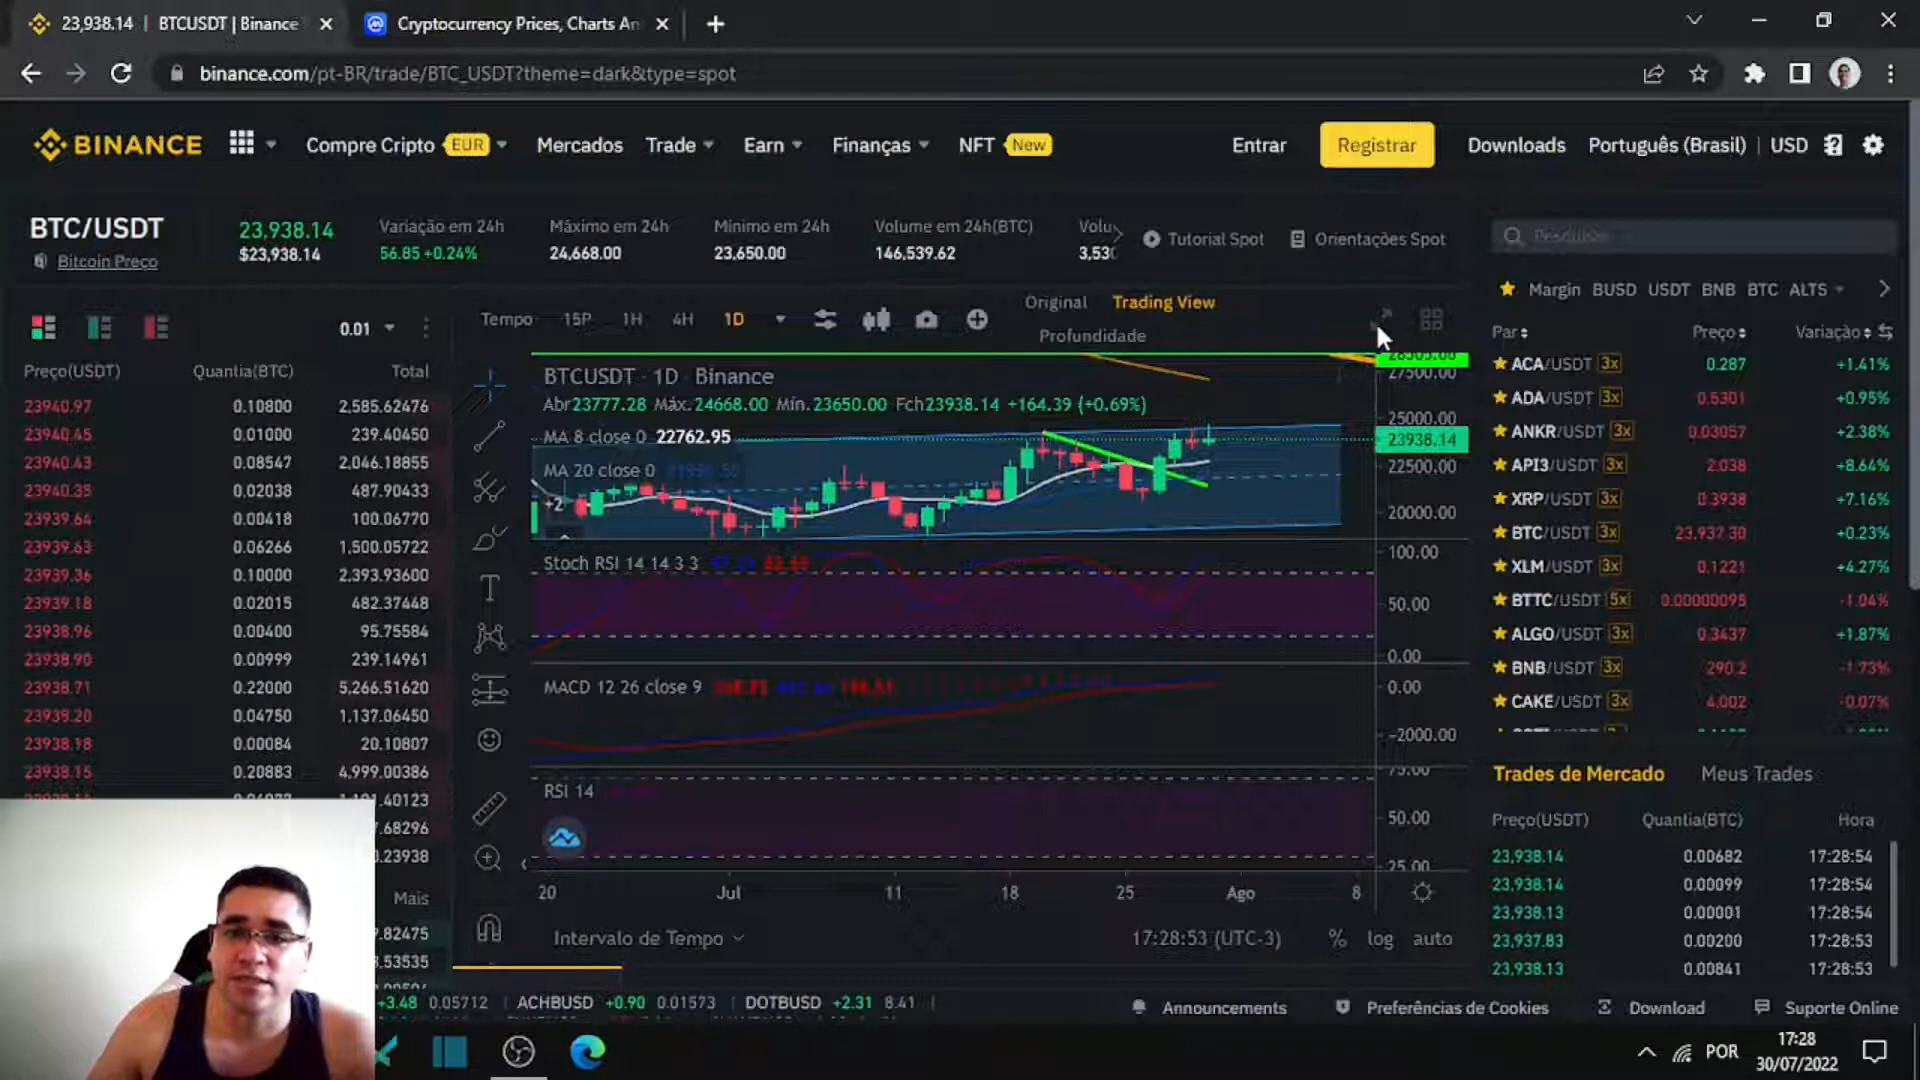 23,938.14 | BTCUSDT | Binance
Cryptocurrency Prices, Charts An
binance.com/pt-BR/trade/BTC_USDT?theme=dark&type=spot
BINANCE
Compre Cripto EUR
Mercados
Trade
Earn
Finanças
NFT New
Entrar
Registrar
Downloads
Português (Brasil) | USD
BTC/USDT
Bitcoin Preço
23,938.14
$23,938.14
Variação em 24h
56.85 +0.24%
Máximo em 24h
24,668.00
Mínimo em 24h
23,650.00
Volume em 24h(BTC)
146,539.62
Volu
Tutorial Spot
Orientações Spot
Margin BUSD USDT BNB BTC ALTS
0.01
Preço(USDT) Quantia(BTC) Total
23940.97 0.10800 2,585.62476
23940.45 0.01000 239.40450
23940.43 0.08547 2,046.18855
23939.96 0.02038 487.90433
23939.64 0.00418 100.06770
23939.63 0.06266 1,500.05722
23939.36 0.10000 2,393.93600
23939.18 0.02015 482.37448
23938.96 0.00400 95.75584
23938.90 0.00999 239.14961
23938.71 0.22000 5,266.51620
0.04750 1,137.06450
23938.18 0.00084 20.10807
23938.15 0.20883 4,999.00386
.40123
.68296
.23938
Mais
.82475
.53535
Tempo 15P 1H 4H 1D
Original Trading View
Profundidade
BTCUSDT · 1D · Binance
Abr23777.28 Máx.24668.00 Mín.23650.00 Fch23938.14 +164.39 (+0.69%)
MA 8 close 0 22762.95
MA 20 close 0
+2
Stoch RSI 14 14 3 3
MACD 12 26 close 9
RSI 14
27500.00
25000.00
23938.14
22500.00
20000.00
100.00
50.00
0.00
0.00
-2000.00
75.00
50.00
25.00
20 Jul 11 18 25 Ago 8
Intervalo de Tempo
17:28:53 (UTC-3) % log auto
Par Preço Variação
ACA/USDT 3x 0.287 +1.41%
ADA/USDT 3x 0.5301 +0.95%
ANKR/USDT 3x 0.03057 +2.38%
API3/USDT 3x 2.038 +8.64%
XRP/USDT 3x 0.3938 +7.16%
BTC/USDT 3x 23,937.30 +0.23%
XLM/USDT 3x 0.1221 +4.27%
BTTC/USDT 5x 0.00000095 -1.04%
ALGO/USDT 3x 0.3437 +1.87%
BNB/USDT 3x 290.2 -1.73%
CAKE/USDT 3x 4.002 -0.07%
Trades de Mercado Meus Trades
Preço(USDT) Quantia(BTC) Hora
23,938.14 0.00682 17:28:54
23,938.14 0.00099 17:28:54
23,938.13 0.00001 17:28:54
23,937.83 0.00200 17:28:53
23,938.13 0.00841 17:28:53
+3.48 0.05712 | ACHBUSD +0.90 0.01573 | DOTBUSD +2.31 8.41 |
Announcements
Preferências de Cookies
Download
Suporte Online
POR
17:28
30/07/2022